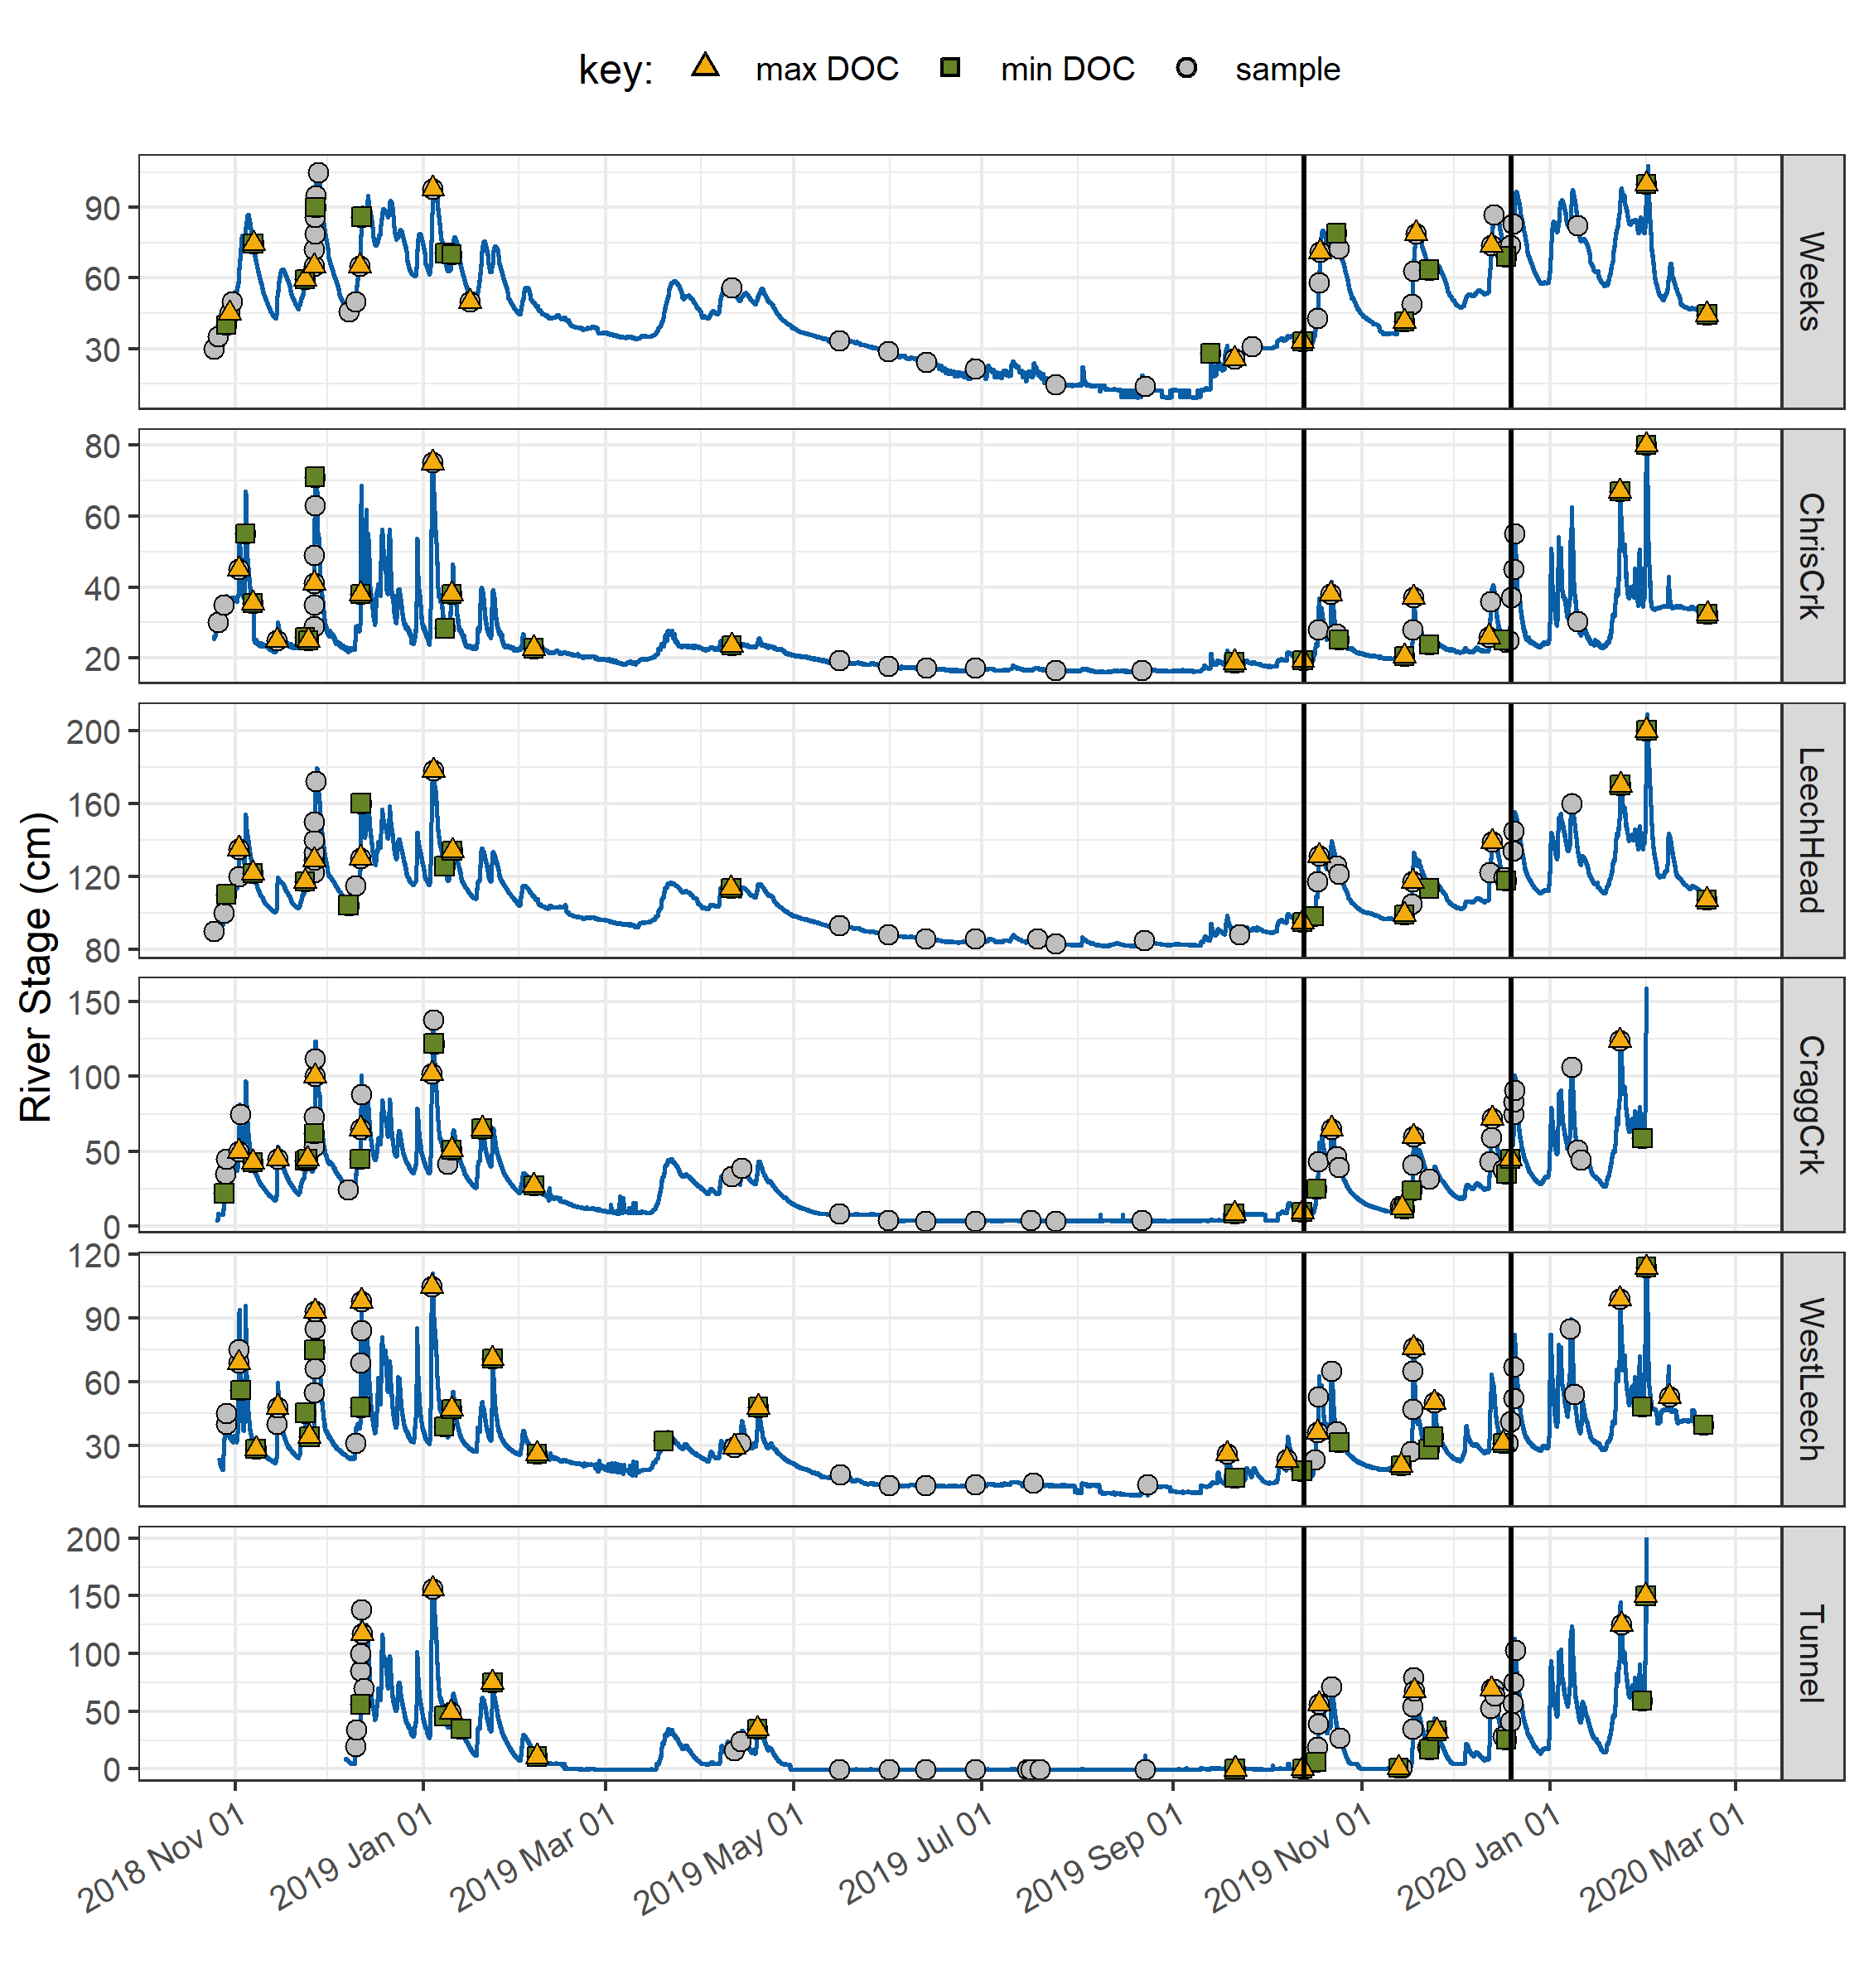 key: max DOC min DOC sample
River Stage (cm)
90
60
30
Weeks
80
60
40
20
ChrisCrk
200
160
120
80
LeechHead
150
100
50
0
CraggCrk
120
90
60
30
WestLeech
200
150
100
50
0
Tunnel
2018 Nov 01
2019 Jan 01
2019 Mar 01
2019 May 01
2019 Jul 01
2019 Sep 01
2019 Nov 01
2020 Jan 01
2020 Mar 01